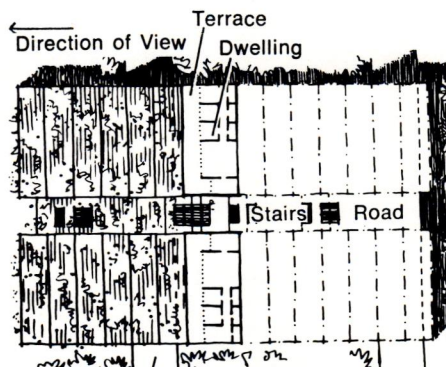 Terrace
Direction of View
Dwelling
Stairs
Road